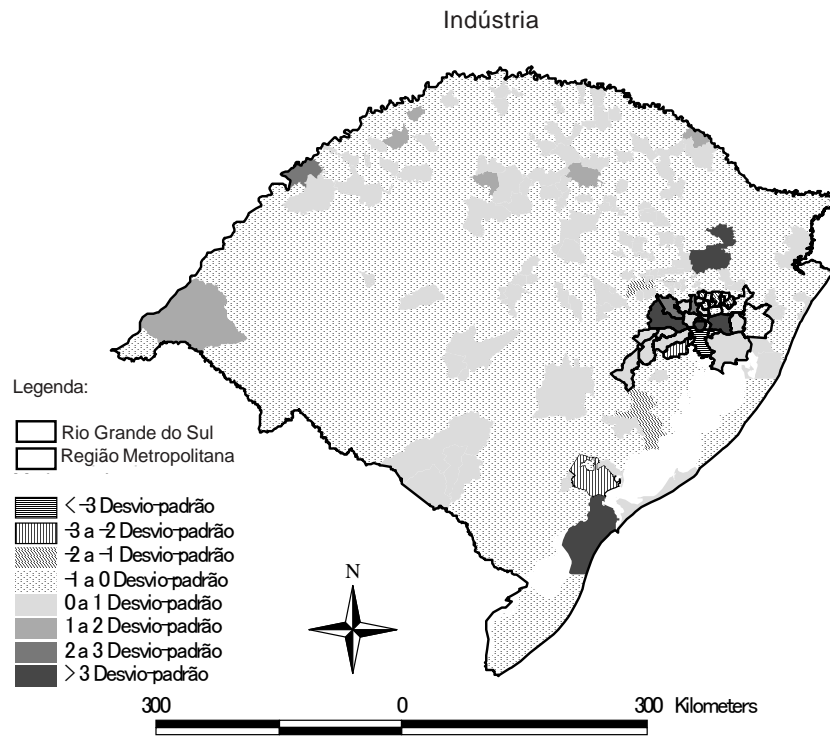 Indústria
Legenda:
Rio Grande do Sul
Região Metropolitana
<-3 Desvio-padrão
-3 a -2 Desvio-padrão
-2 a -1 Desvio-padrão
-1 a 0 Desvio-padrão
0 a 1 Desvio-padrão
1 a 2 Desvio-padrão
2 a 3 Desvio-padrão
> 3 Desvio-padrão
N
300 0 300 Kilometers